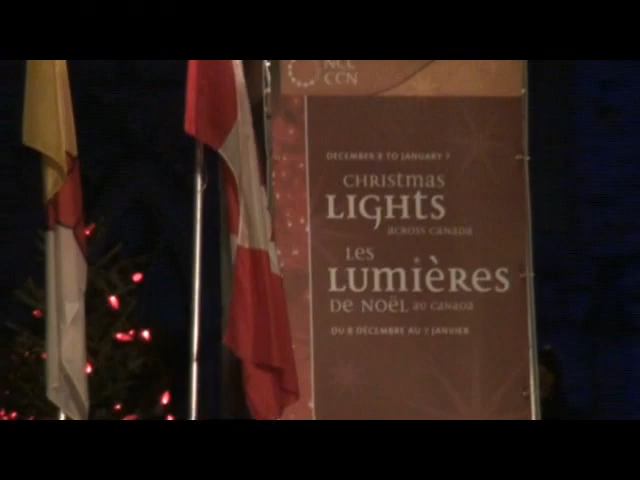 NCC
CCN
DECEMBER 8 TO JANUARY 7
CHRISTMAS
LIGHTS
ACROSS CANADA
LES
LUMIÈRES
DE NOËL AU CANADA
DU 8 DÉCEMBRE AU 7 JANVIER